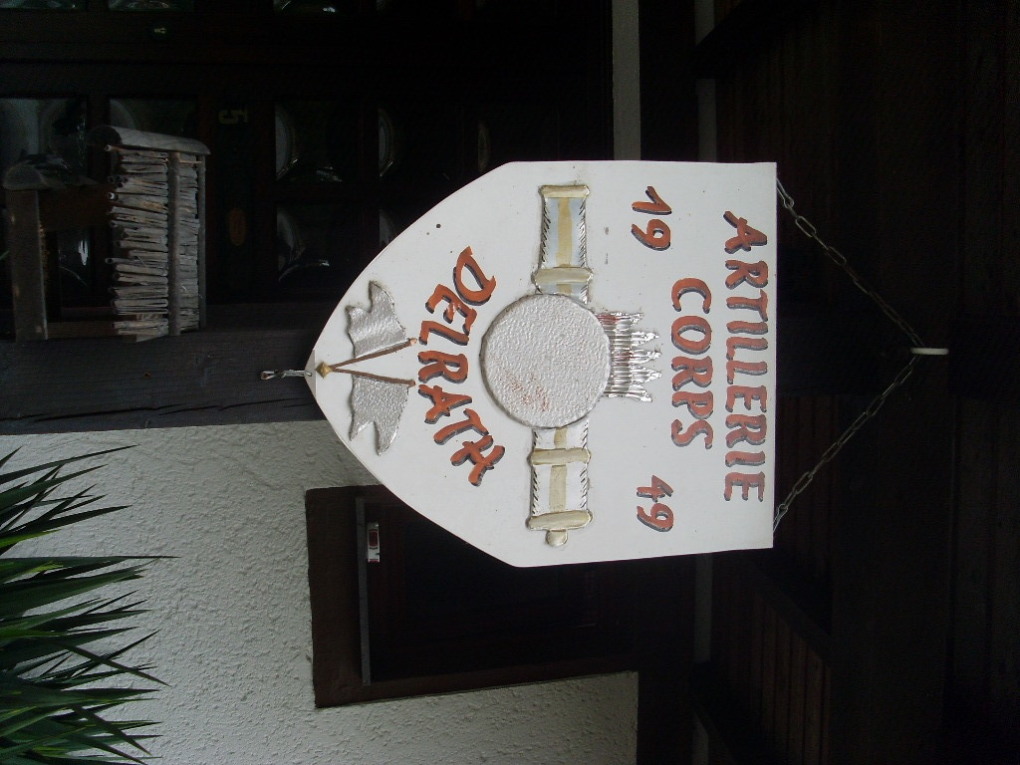 ARTILLERIE
CORPS
19 49
DELRATH